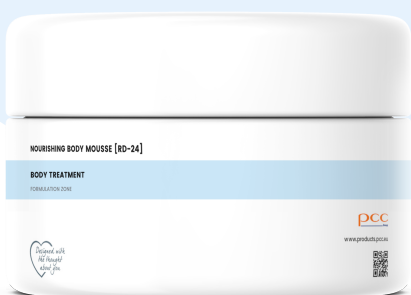 NOURISHING BODY MOUSSE [RD-24]
BODY TREATMENT
FORMULATION ZONE
pcc
www.products.pcc.eu
Designed with
the thought
about you